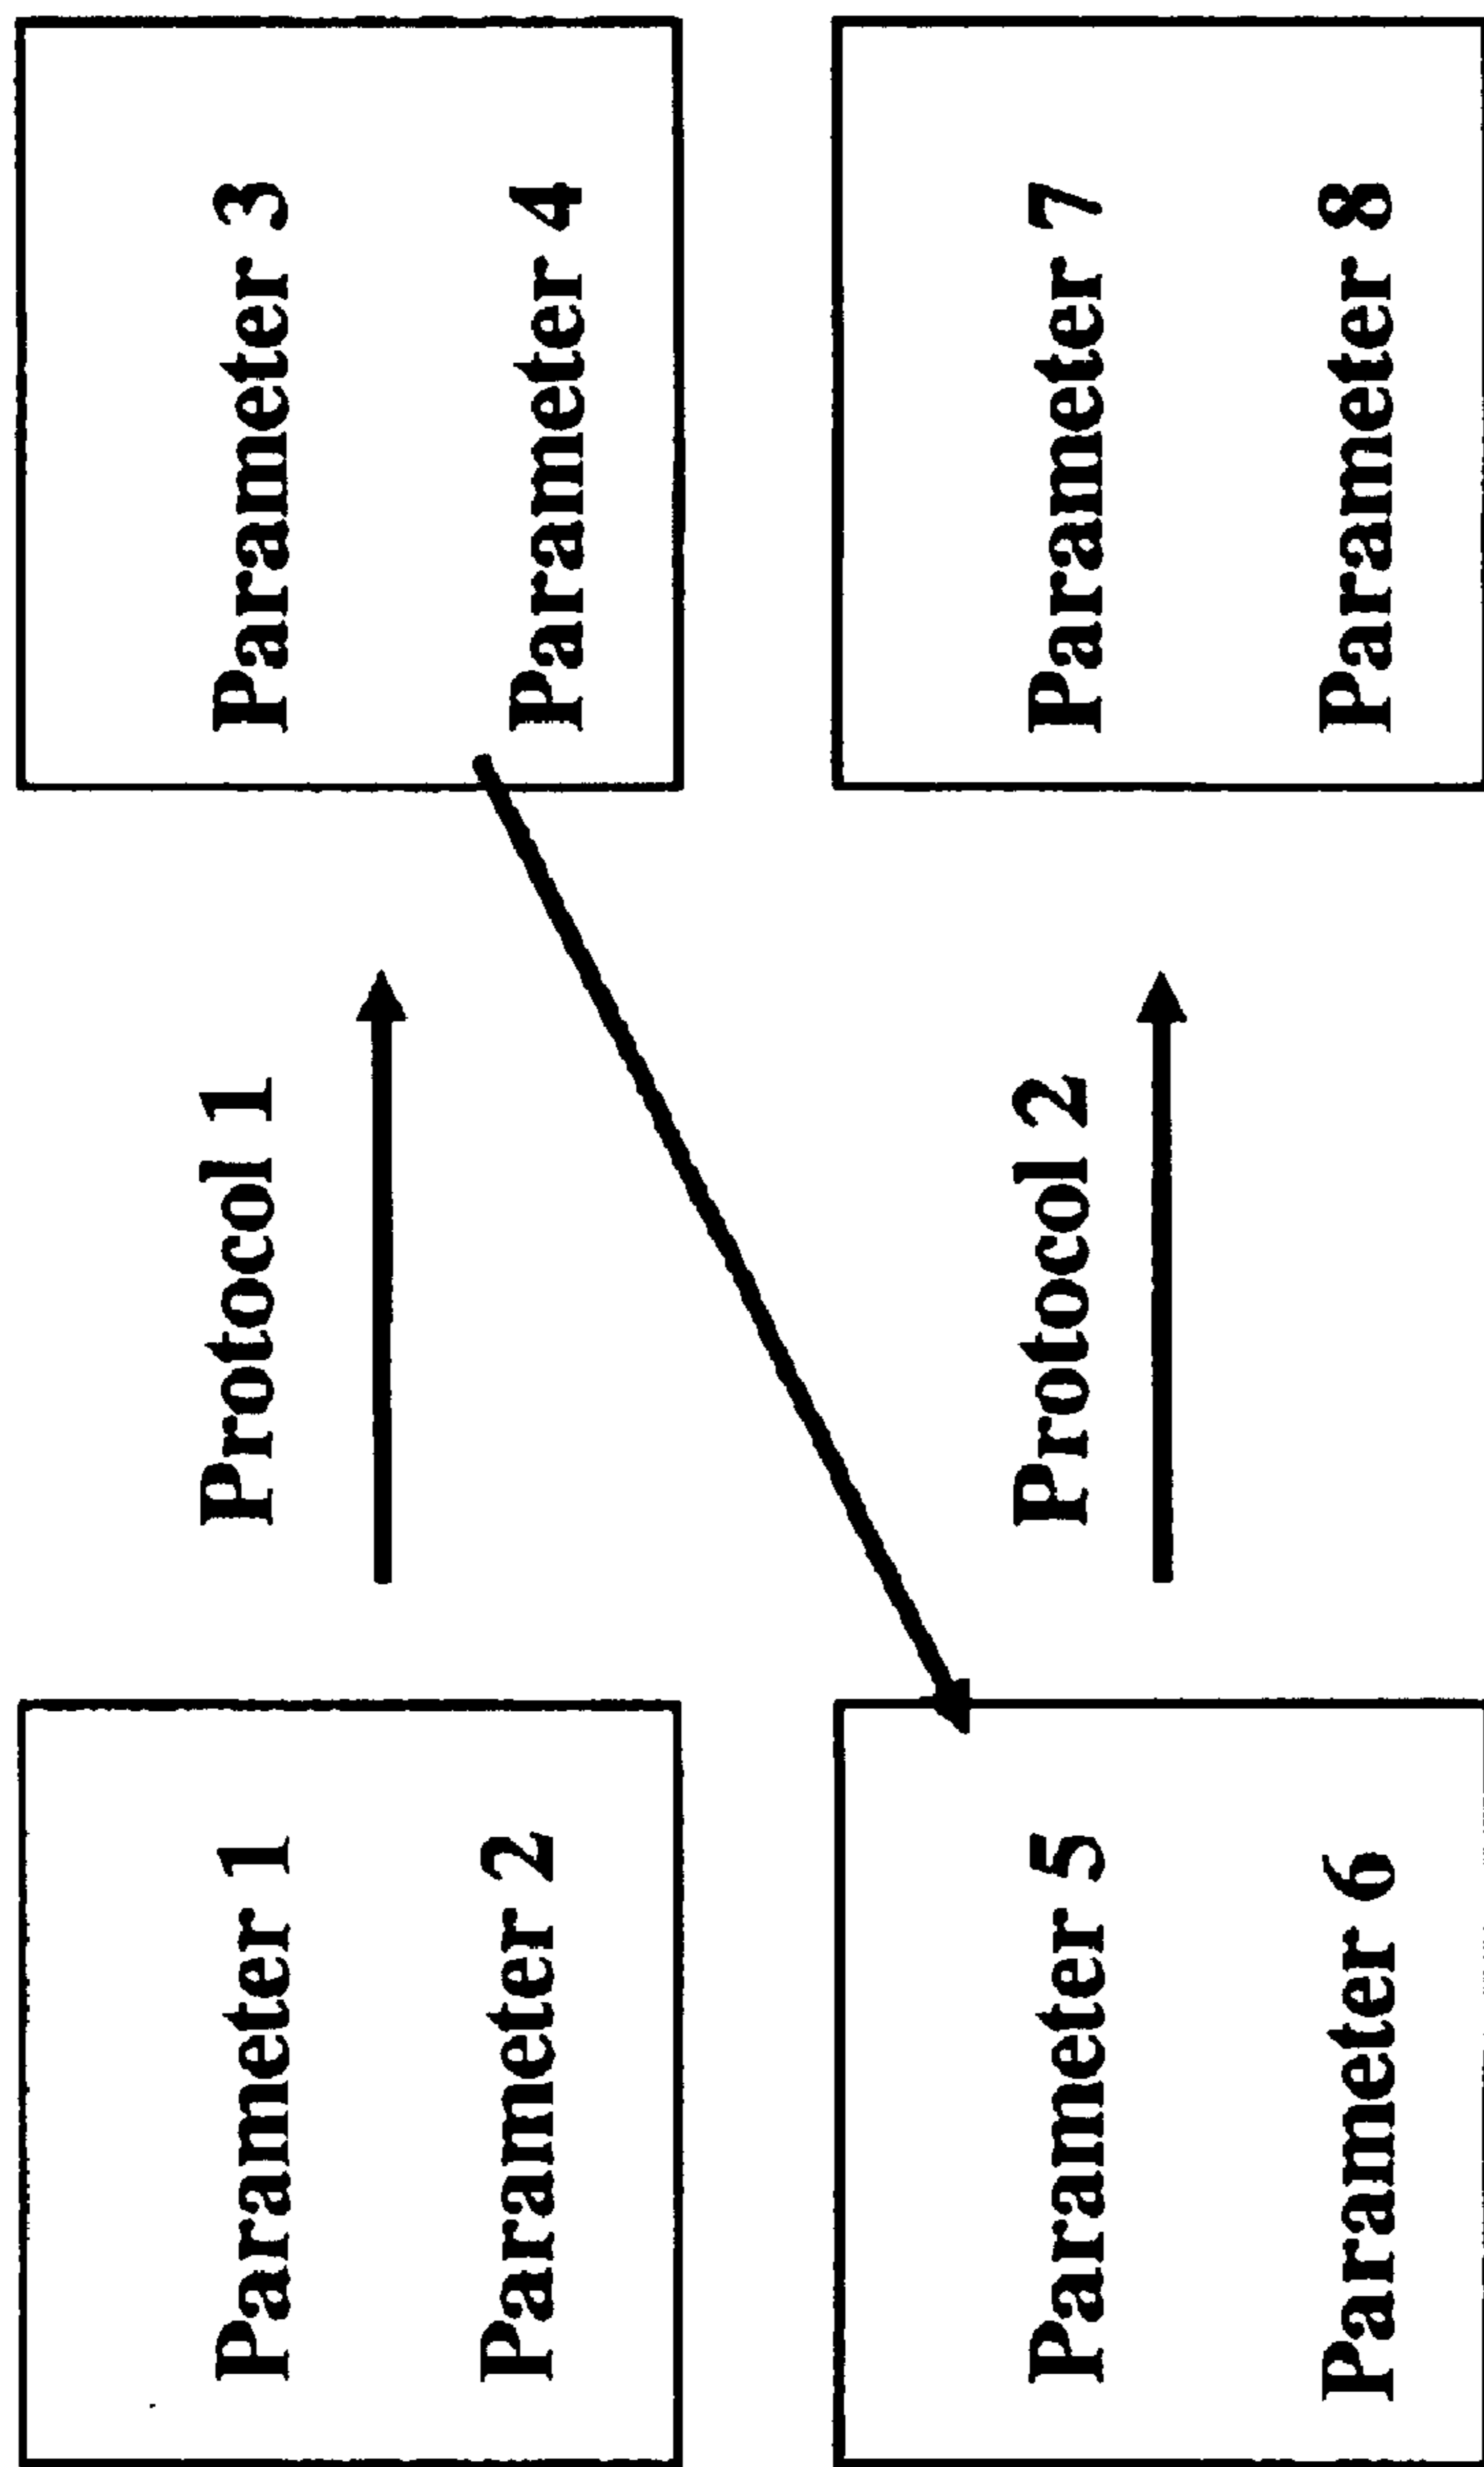 Parameter 1
Parameter 2
Protocol 1
Parameter 3
Parameter 4
Parameter 5
Parameter 6
Protocol 2
Parameter 7
Parameter 8